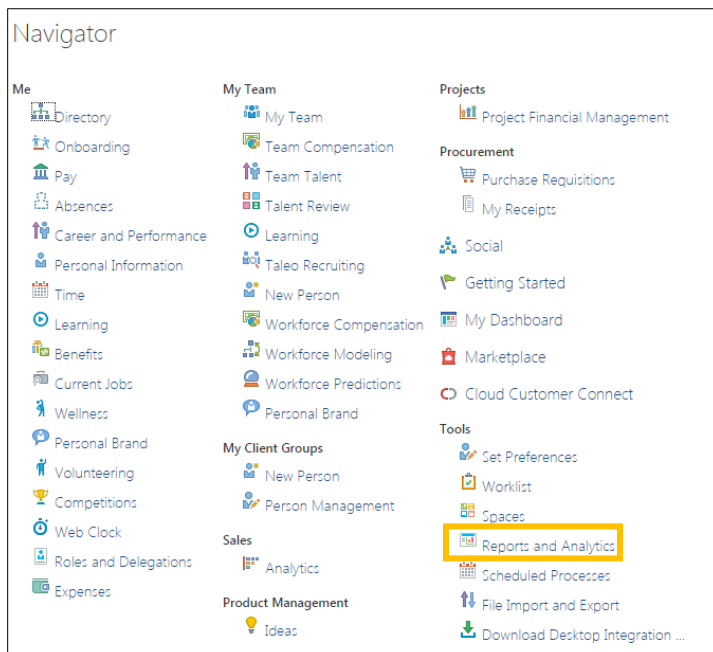 Navigator
Me
Directory
Onboarding
Pay
Absences
Career and Performance
Personal Information
Time
Learning
Benefits
Current Jobs
Wellness
Personal Brand
Volunteering
Competitions
Web Clock
Roles and Delegations
Expenses
My Team
My Team
Team Compensation
Team Talent
Talent Review
Learning
Taleo Recruiting
New Person
Workforce Compensation
Workforce Modeling
Workforce Predictions
Personal Brand
My Client Groups
New Person
Person Management
Sales
Analytics
Product Management
Ideas
Projects
Project Financial Management
Procurement
Purchase Requisitions
My Receipts
Social
Getting Started
My Dashboard
Marketplace
Cloud Customer Connect
Tools
Set Preferences
Worklist
Spaces
Reports and Analytics
Scheduled Processes
File Import and Export
Download Desktop Integration ...